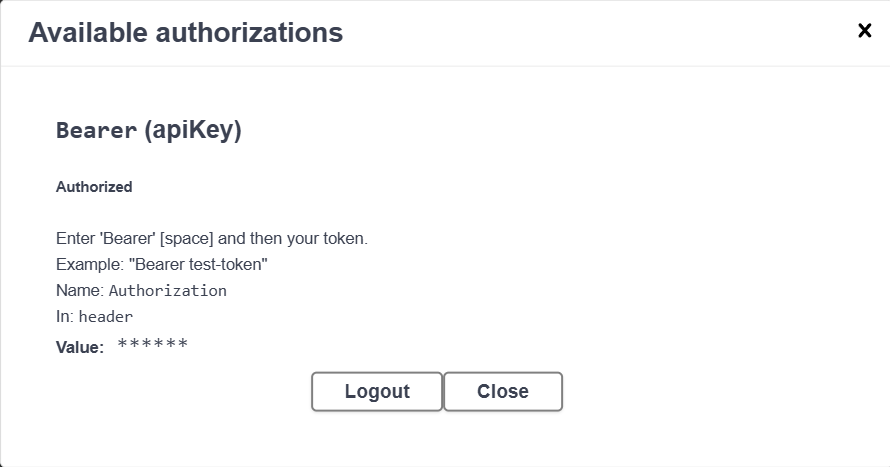 Available authorizations
Bearer (apiKey)
Authorized
Enter 'Bearer' [space] and then your token.
Example: "Bearer test-token"
Name: Authorization
In: header
Value: ******
Logout Close